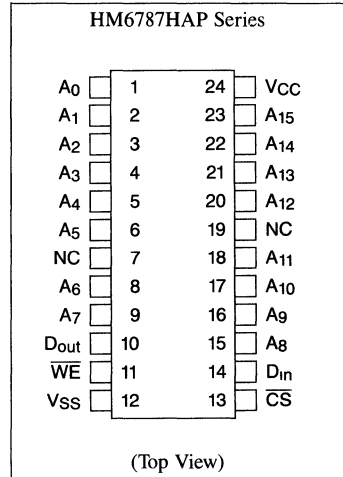 HM6787HAP Series
A0 1 24 VCC
A1 2 23 A15
A2 3 22 A14
A3 4 21 A13
A4 5 20 A12
A5 6 19 NC
NC 7 18 A11
A6 8 17 A10
A7 9 16 A9
Dout 10 15 A8
WE 11 14 Din
VSS 12 13 CS
(Top View)